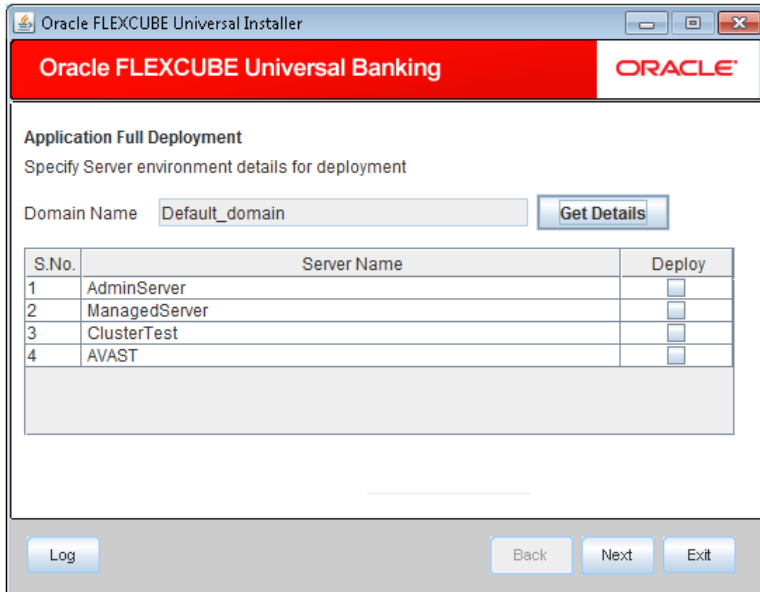 Oracle FLEXCUBE Universal Installer
Oracle FLEXCUBE Universal Banking
ORACLE
Application Full Deployment
Specify Server environment details for deployment
Domain Name Default_domain Get Details
S.No. Server Name Deploy
1 AdminServer
2 ManagedServer
3 ClusterTest
4 AVAST
Log Back Next Exit